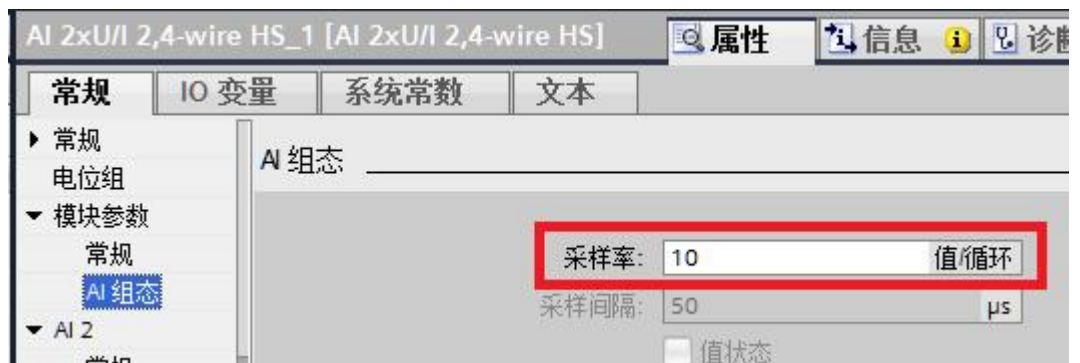 AI 2xU/I 2,4-wire HS_1 [AI 2xU/I 2,4-wire HS]
属性
信息
诊断
常规
IO 变量
系统常数
文本
常规
电位组
模块参数
常规
AI 组态
AI 2
常规
AI 组态
采样率: 10 值/循环
采样间隔: 50 µs
值状态